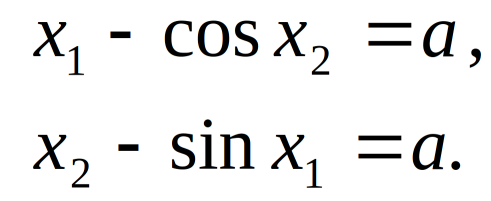 x₁ - cos x₂ = a,
x₂ - sin x₁ = a.